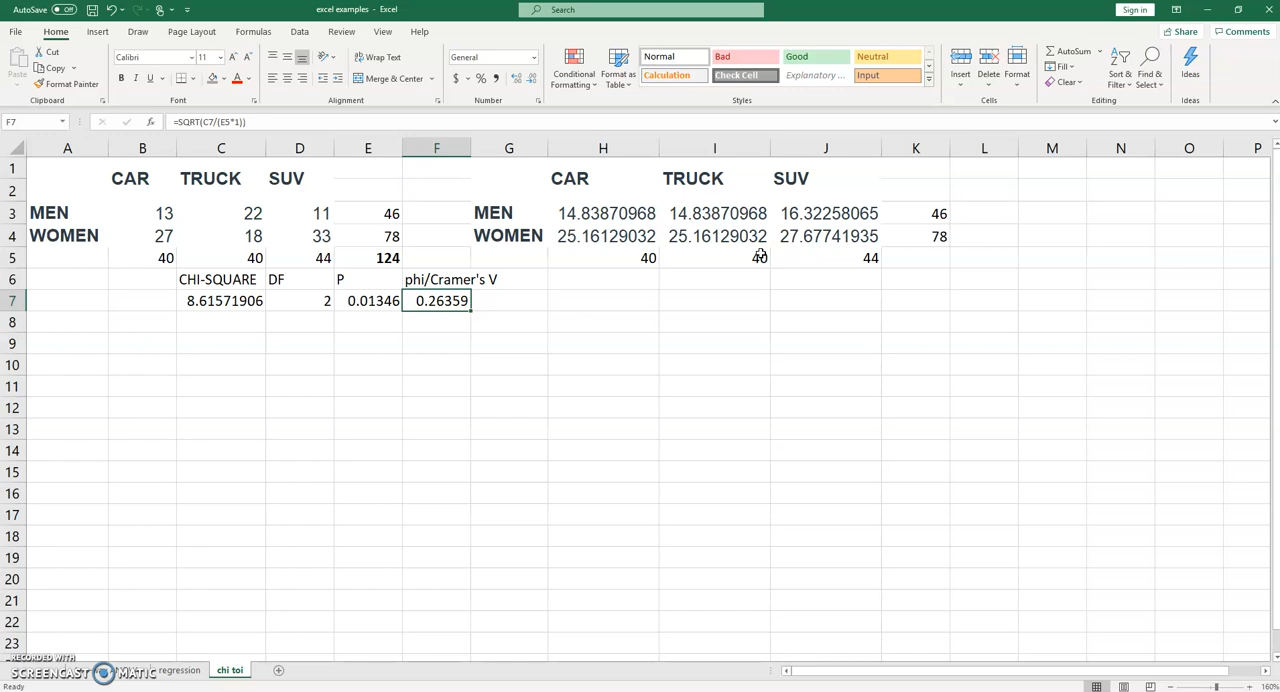 AutoSave Off excel examples - Excel Search Sign in
File Home Insert Draw Page Layout Formulas Data Review View Help Share Comments
Paste Cut Copy Format Painter Clipboard
Calibri 11 A A B I U A Font
Wrap Text Merge & Center Alignment
General $ % , Number
Conditional Formatting Format as Table
Normal Bad Good Neutral
Calculation Check Cell Explanatory ... Input
Styles
Insert Delete Format Cells
AutoSum Fill Clear Sort & Filter Find & Select Editing
Ideas Ideas
F7 fx =SQRT(C7/(E5*1))
A B C D E F G H I J K L M N O P
1 CAR TRUCK SUV CAR TRUCK SUV
2
3 MEN 13 22 11 46 MEN 14.83870968 14.83870968 16.32258065 46
4 WOMEN 27 18 33 78 WOMEN 25.16129032 25.16129032 27.67741935 78
5 40 40 44 124 40 40 44
6 CHI-SQUARE DF P phi/Cramer's V
7 8.61571906 2 0.01346 0.26359
8
9
10
11
12
13
14
15
16
17
18
19
20
21
22
23
RECORDED WITH
SCREENCAST MATIC
regression chi toi
Ready 160%